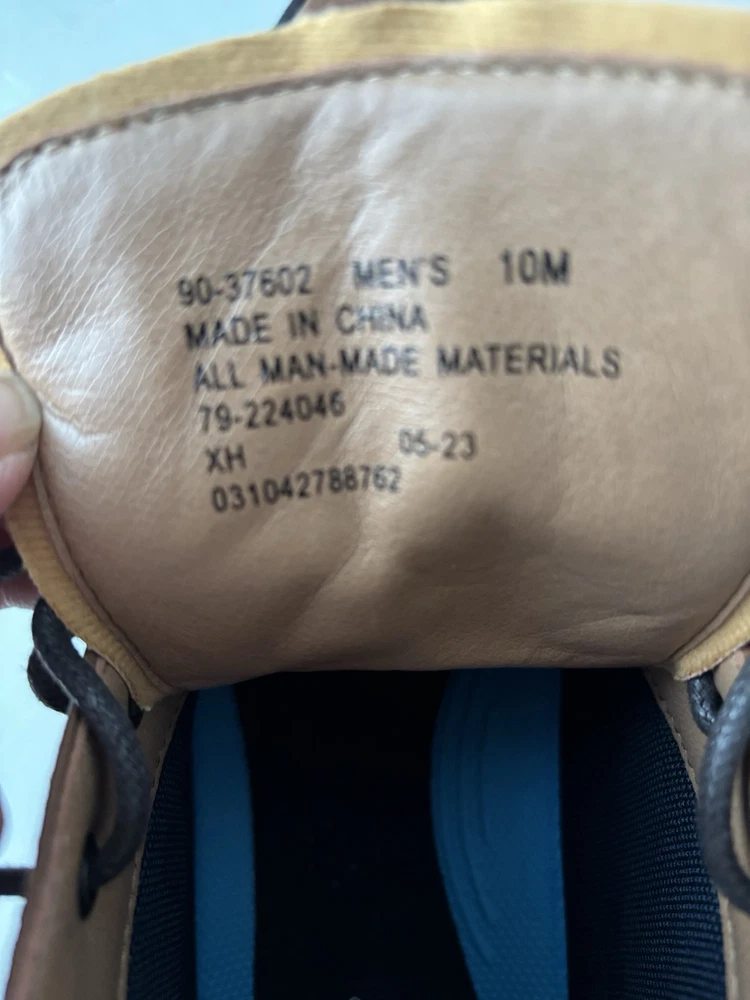 90-37602 MEN'S 10M
MADE IN CHINA
ALL MAN-MADE MATERIALS
79-224046
XH 05-23
031042788762